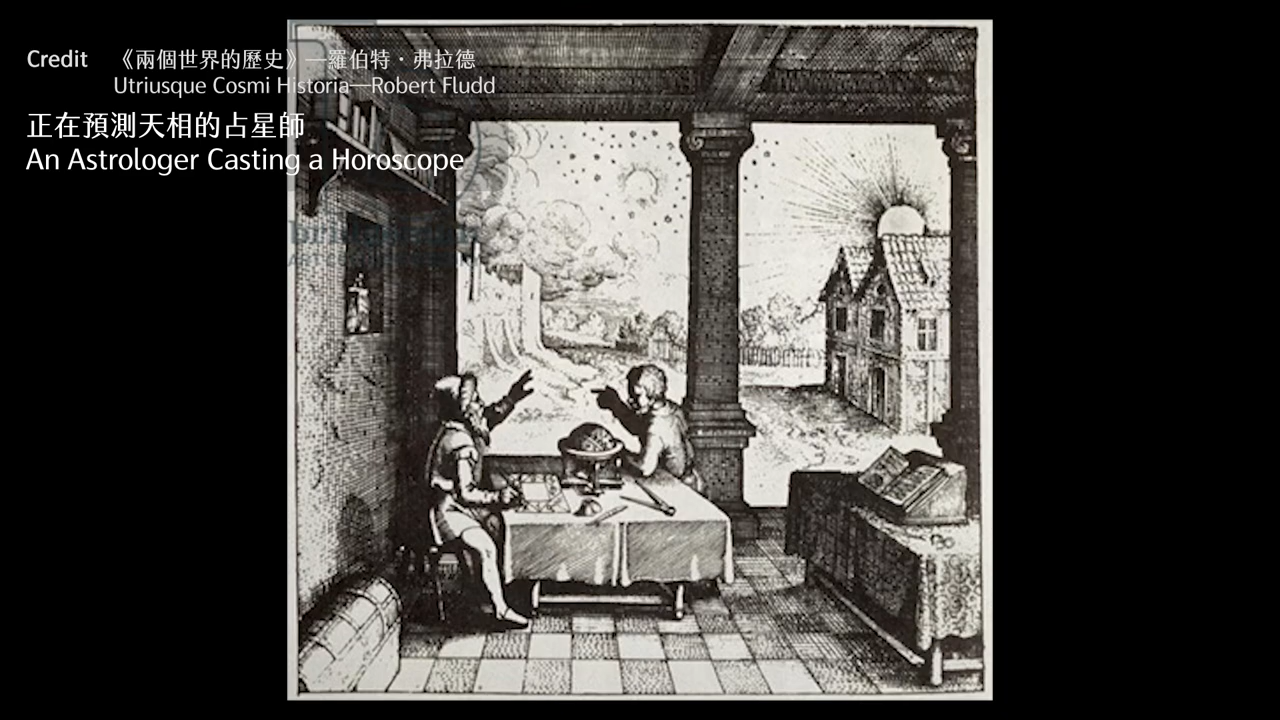 Credit 《兩個世界的歷史》—羅伯特・弗拉德
Utriusque Cosmi Historia—Robert Fludd
正在預測天相的占星師
An Astrologer Casting a Horoscope